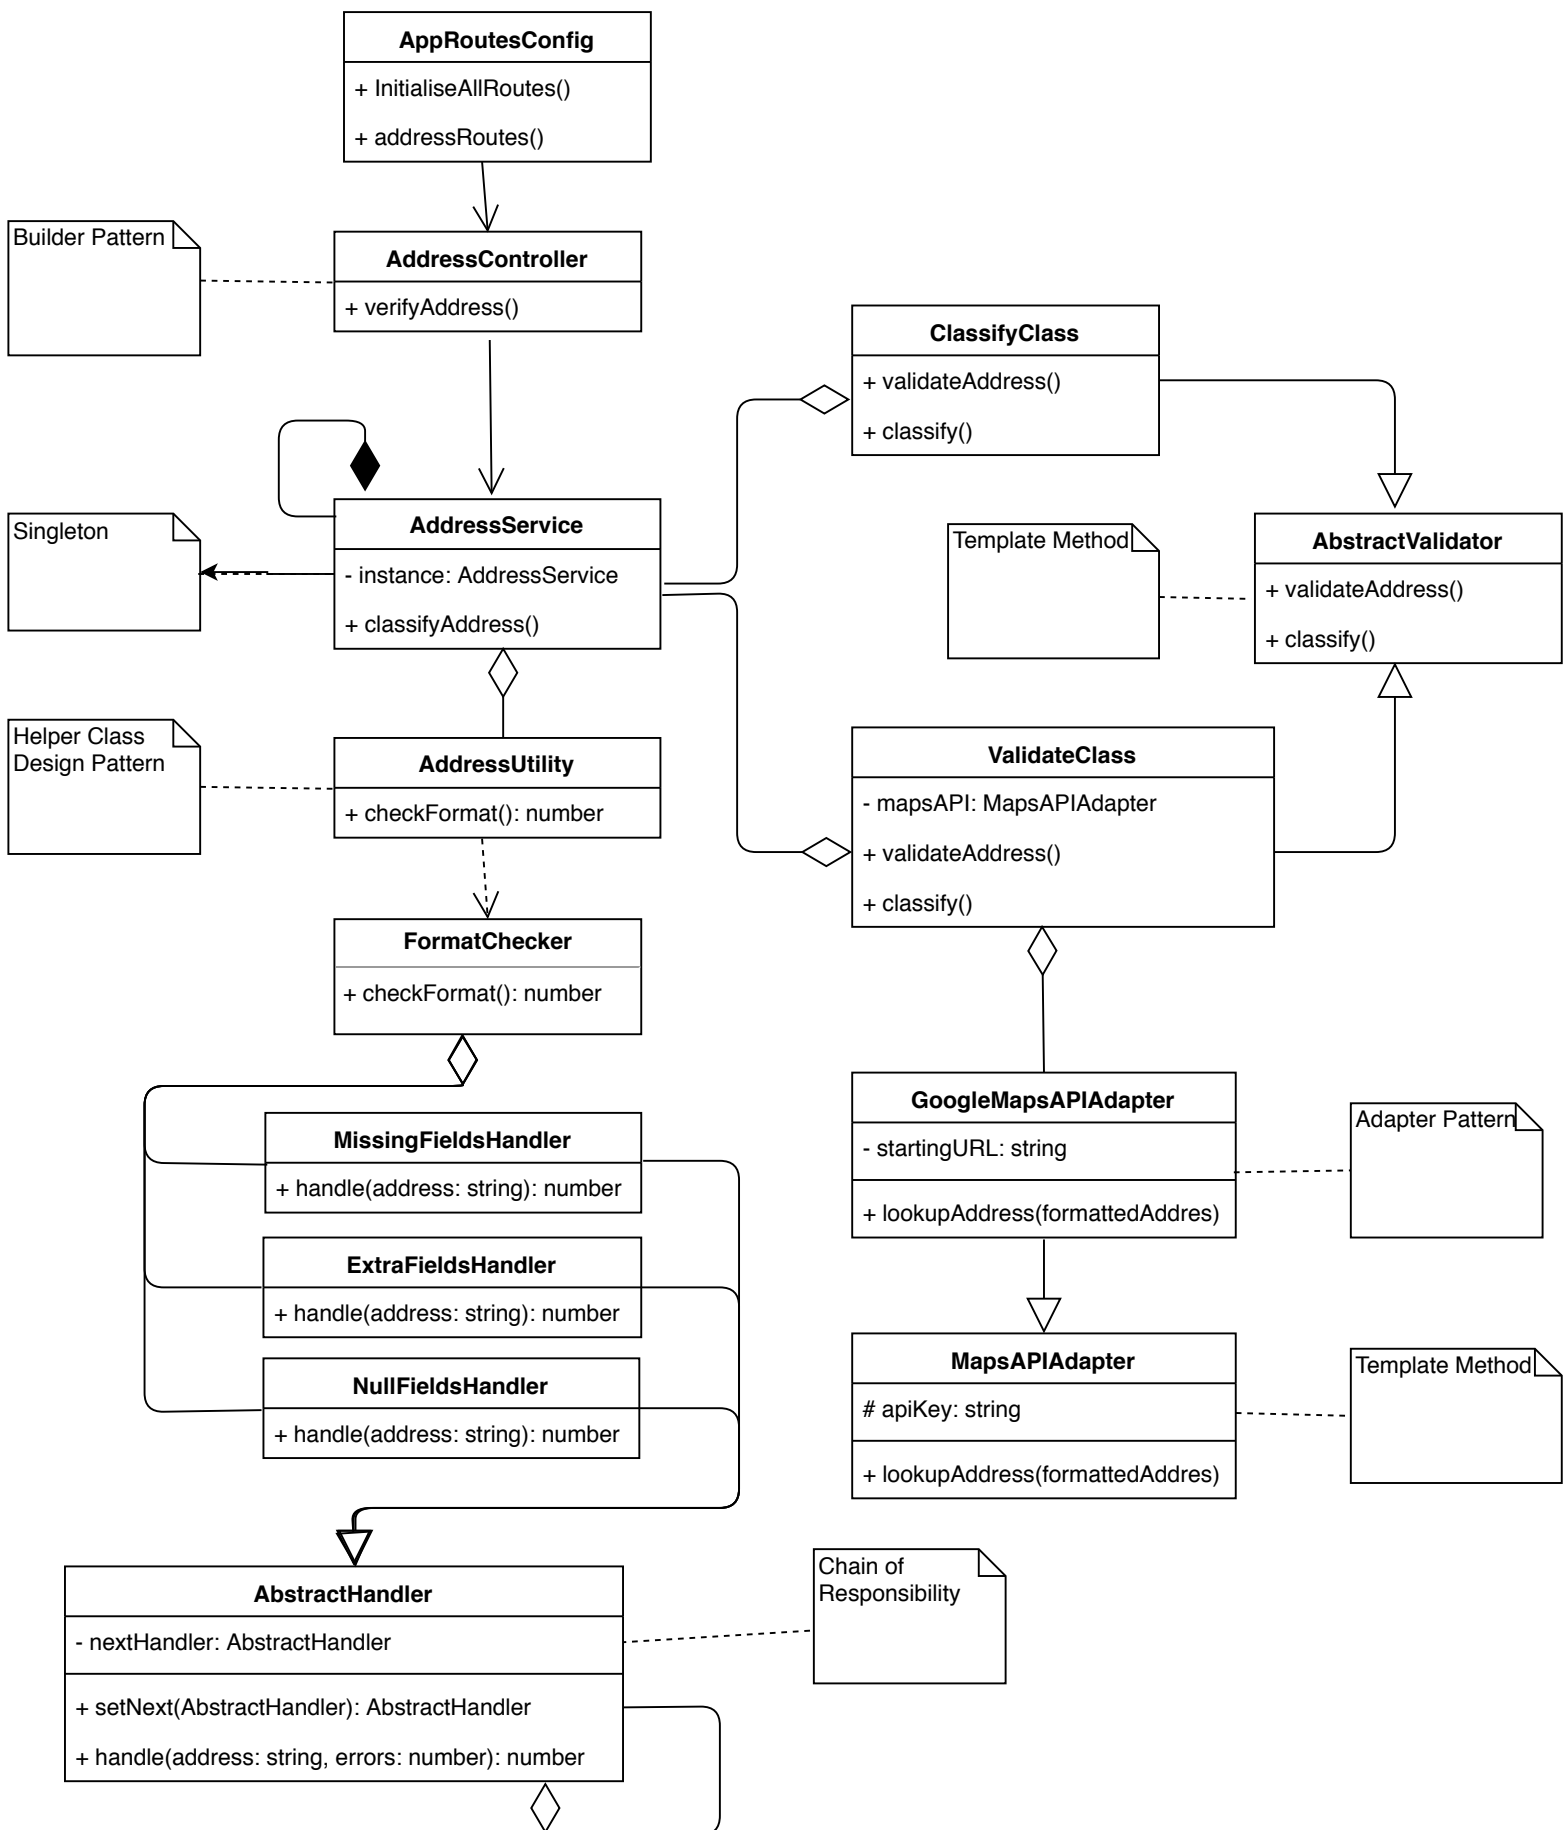 AppRoutesConfig
+ InitialiseAllRoutes()
+ addressRoutes()
Builder Pattern
AddressController
+ verifyAddress()
ClassifyClass
+ validateAddress()
+ classify()
Singleton
AddressService
- instance: AddressService
+ classifyAddress()
Template Method
AbstractValidator
+ validateAddress()
+ classify()
Helper Class
Design Pattern
AddressUtility
+ checkFormat(): number
ValidateClass
- mapsAPI: MapsAPIAdapter
+ validateAddress()
+ classify()
FormatChecker
+ checkFormat(): number
GoogleMapsAPIAdapter
- startingURL: string
+ lookupAddress(formattedAddres)
Adapter Pattern
MissingFieldsHandler
+ handle(address: string): number
ExtraFieldsHandler
+ handle(address: string): number
NullFieldsHandler
+ handle(address: string): number
MapsAPIAdapter
# apiKey: string
+ lookupAddress(formattedAddres)
Template Method
AbstractHandler
- nextHandler: AbstractHandler
+ setNext(AbstractHandler): AbstractHandler
+ handle(address: string, errors: number): number
Chain of
Responsibility